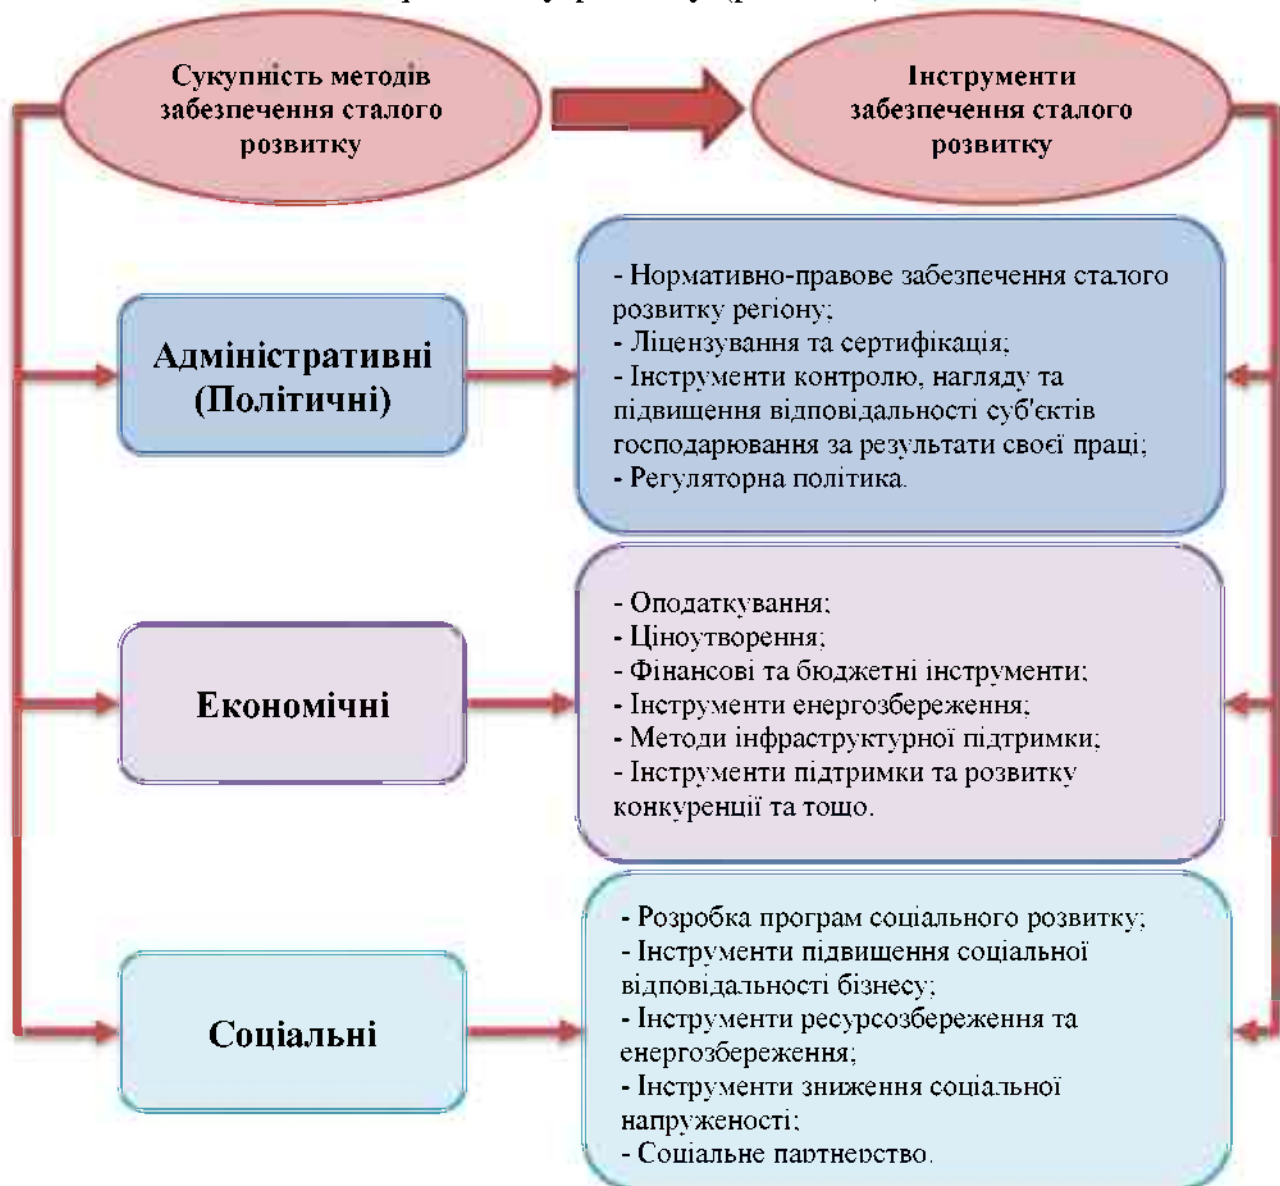 Сукупність методів
забезпечення сталого
розвитку
Інструменти
забезпечення сталого
розвитку
Адміністративні
(Політичні)
- Нормативно-правове забезпечення сталого
розвитку регіону;
- Ліцензування та сертифікація;
- Інструменти контролю, нагляду та
підвищення відповідальності суб'єктів
господарювання за результати своєї праці;
- Регуляторна політика.
Економічні
- Оподаткування;
- Ціноутворення;
- Фінансові та бюджетні інструменти;
- Інструменти енергозбереження;
- Методи інфраструктурної підтримки;
- Інструменти підтримки та розвитку
конкуренції та тощо.
Соціальні
- Розробка програм соціального розвитку;
- Інструменти підвищення соціальної
відповідальності бізнесу;
- Інструменти ресурсозбереження та
енергозбереження;
- Інструменти зниження соціальної
напруженості;
- Соціальне партнерство.